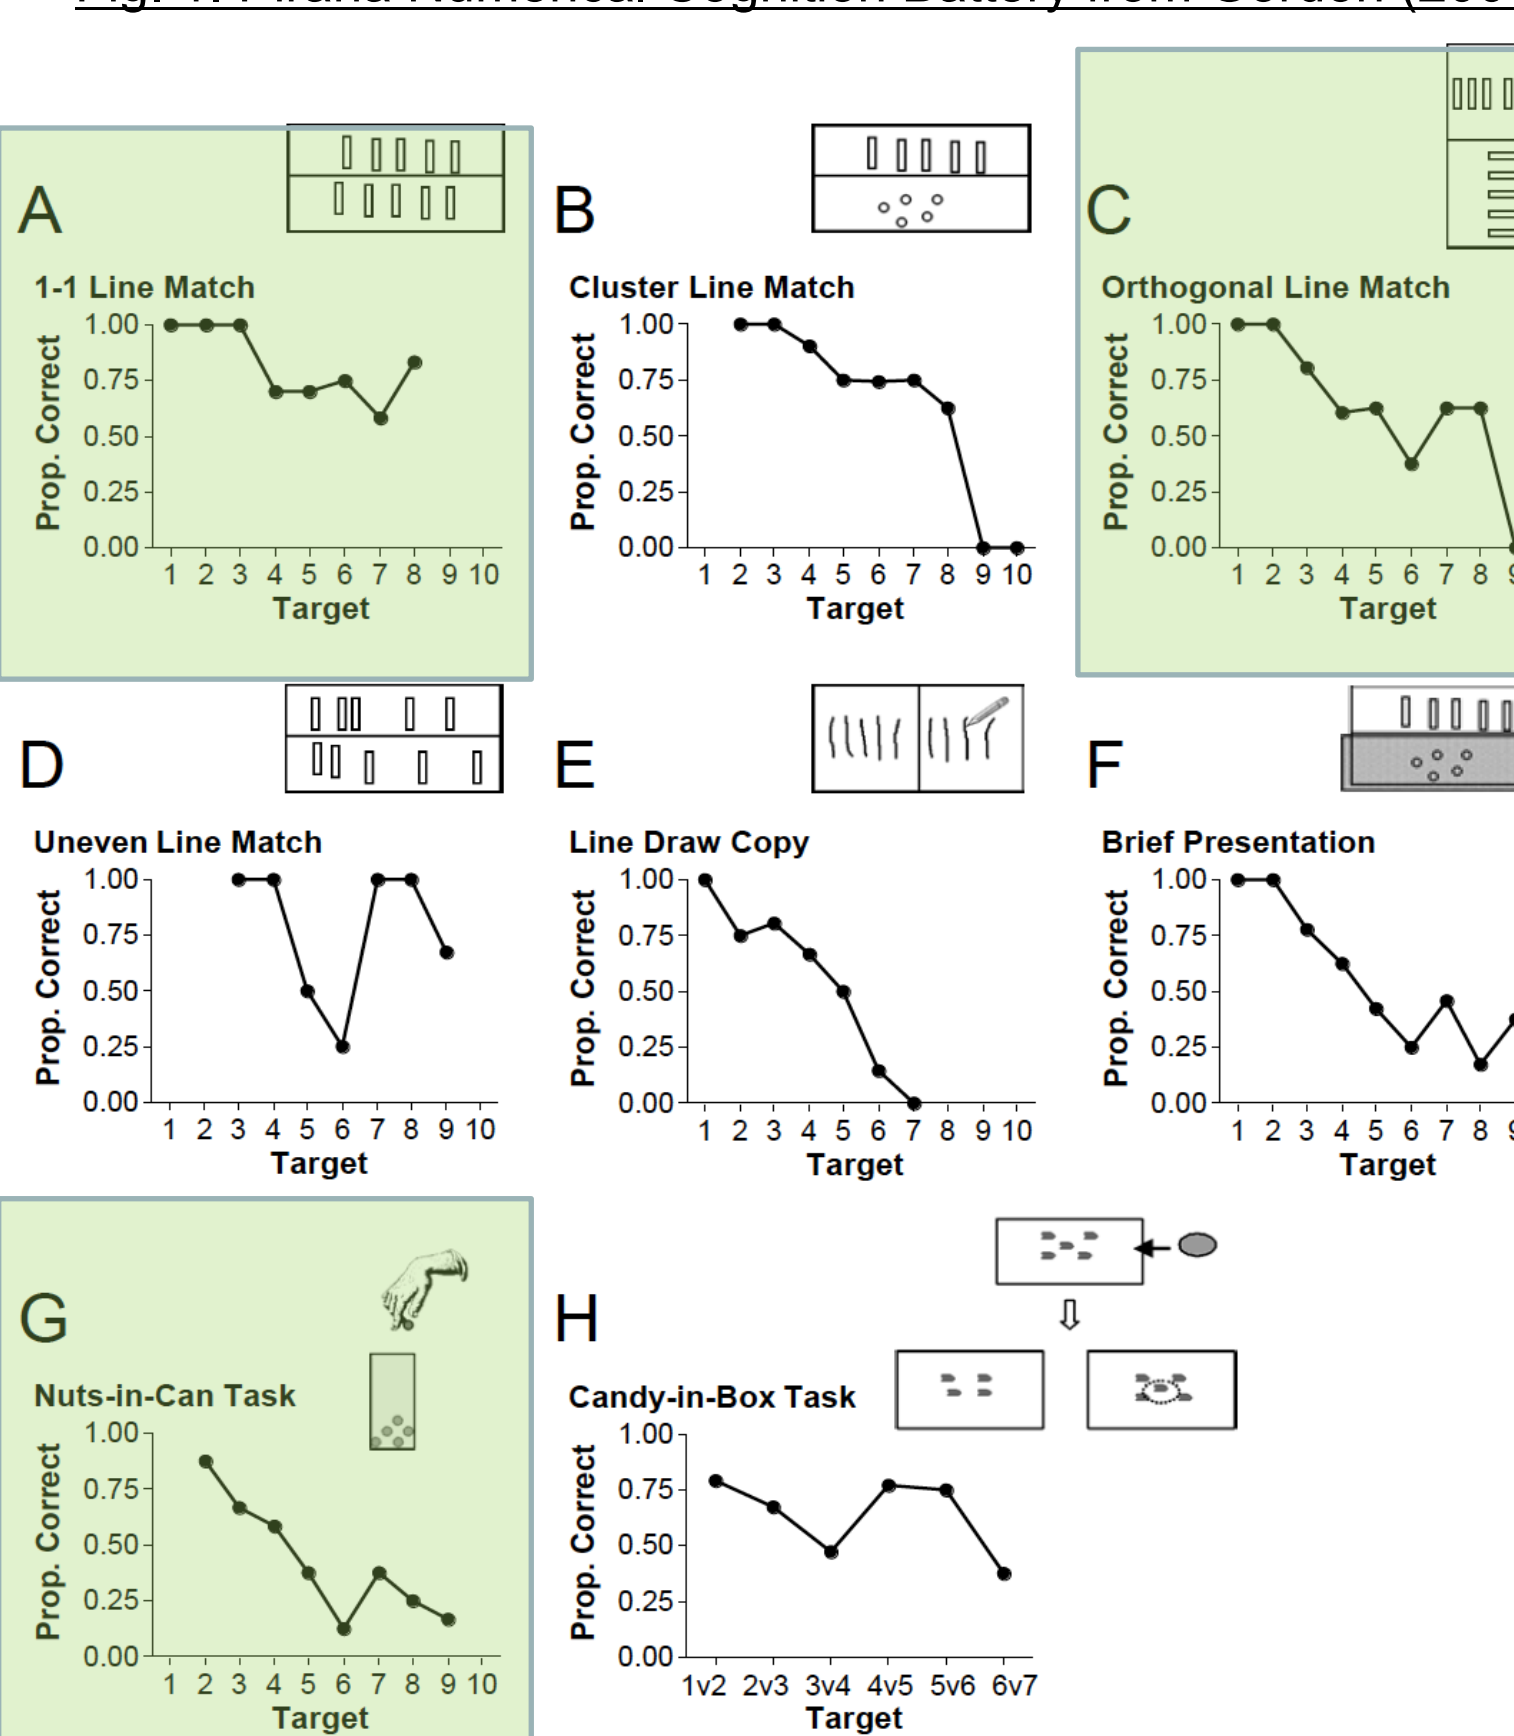 A
1-1 Line Match
Prop. Correct
1.00
0.75
0.50
0.25
0.00
1 2 3 4 5 6 7 8 9 10
Target
B
Cluster Line Match
Prop. Correct
1.00
0.75
0.50
0.25
0.00
1 2 3 4 5 6 7 8 9 10
Target
C
Orthogonal Line Match
Prop. Correct
1.00
0.75
0.50
0.25
0.00
1 2 3 4 5 6 7 8
Target
D
Uneven Line Match
Prop. Correct
1.00
0.75
0.50
0.25
0.00
1 2 3 4 5 6 7 8 9 10
Target
E
Line Draw Copy
Prop. Correct
1.00
0.75
0.50
0.25
0.00
1 2 3 4 5 6 7 8 9 10
Target
F
Brief Presentation
Prop. Correct
1.00
0.75
0.50
0.25
0.00
1 2 3 4 5 6 7 8
Target
G
Nuts-in-Can Task
Prop. Correct
1.00
0.75
0.50
0.25
0.00
1 2 3 4 5 6 7 8 9 10
Target
H
Candy-in-Box Task
Prop. Correct
1.00
0.75
0.50
0.25
0.00
1v2 2v3 3v4 4v5 5v6 6v7
Target